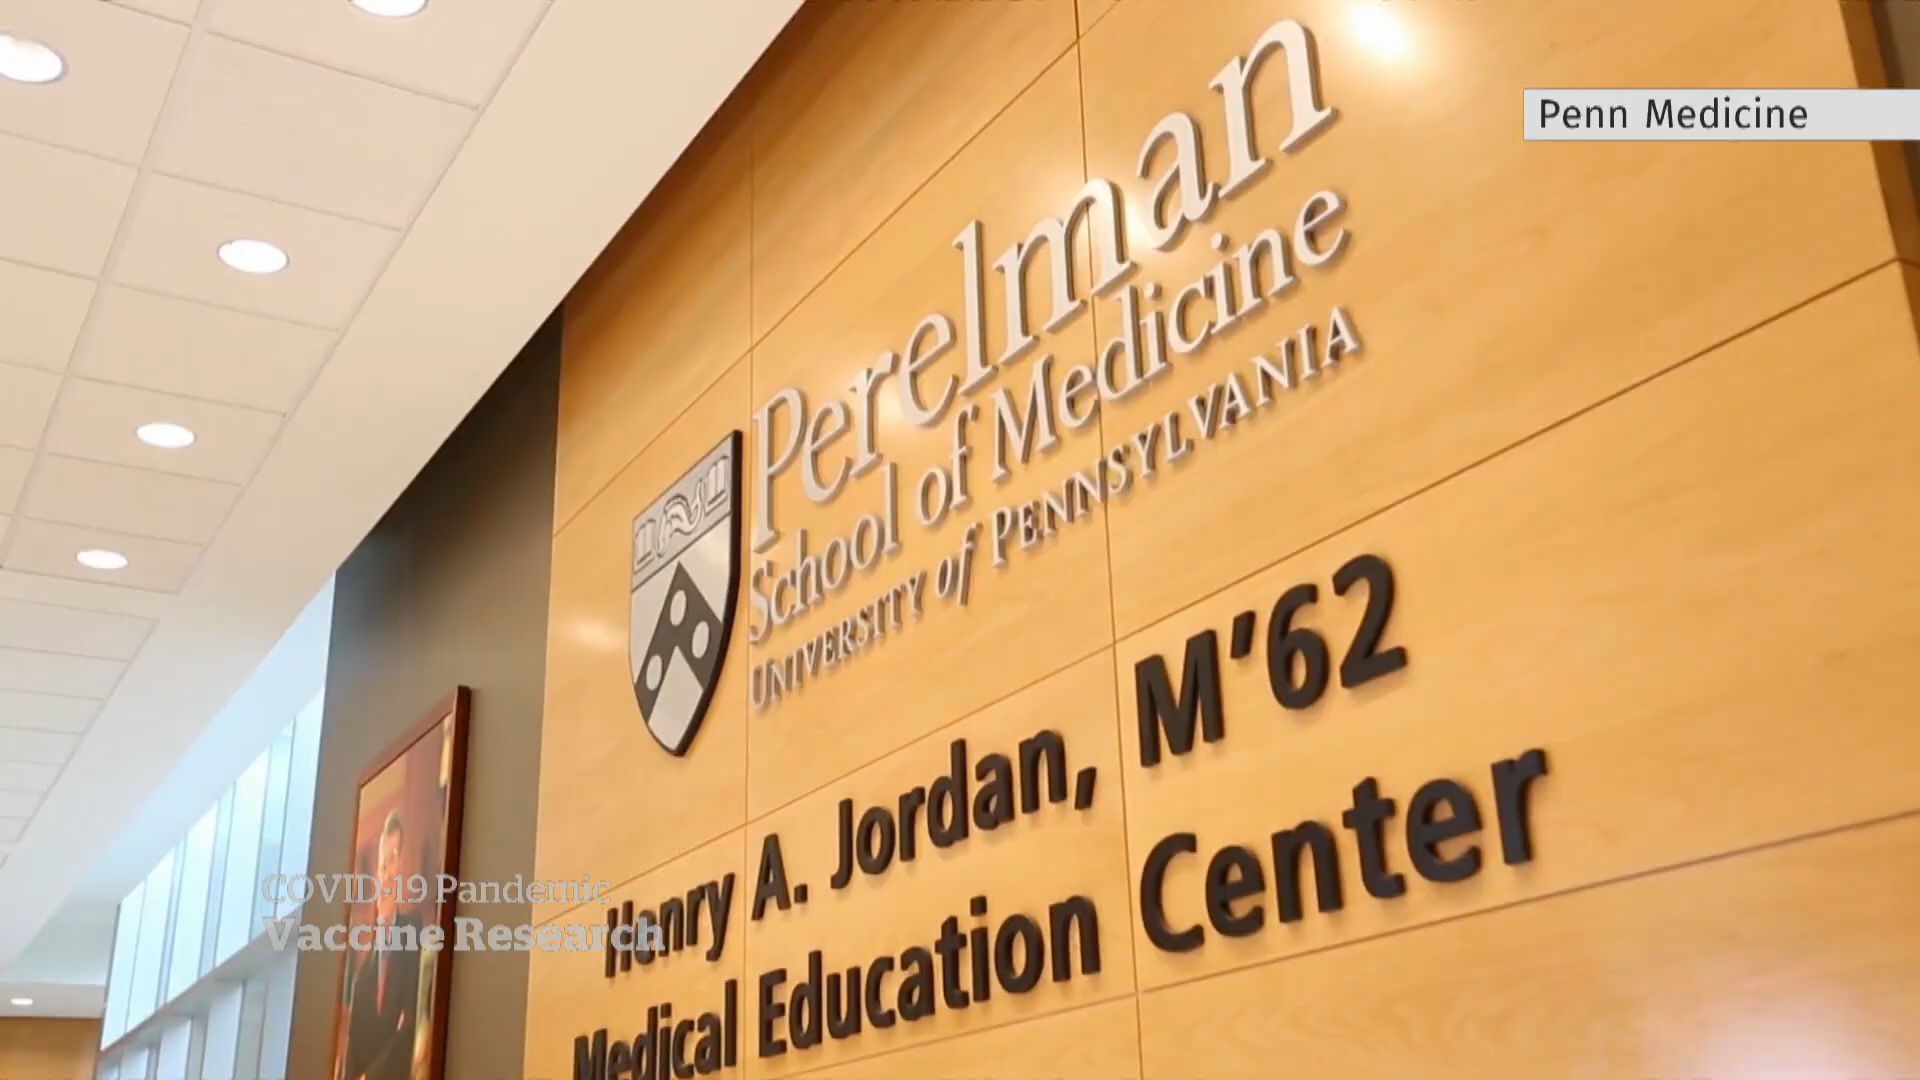 Penn Medicine
Perelman
School of Medicine
UNIVERSITY of PENNSYLVANIA
Henry A. Jordan, M'62
Medical Education Center
COVID-19 Pandemic
Vaccine Research